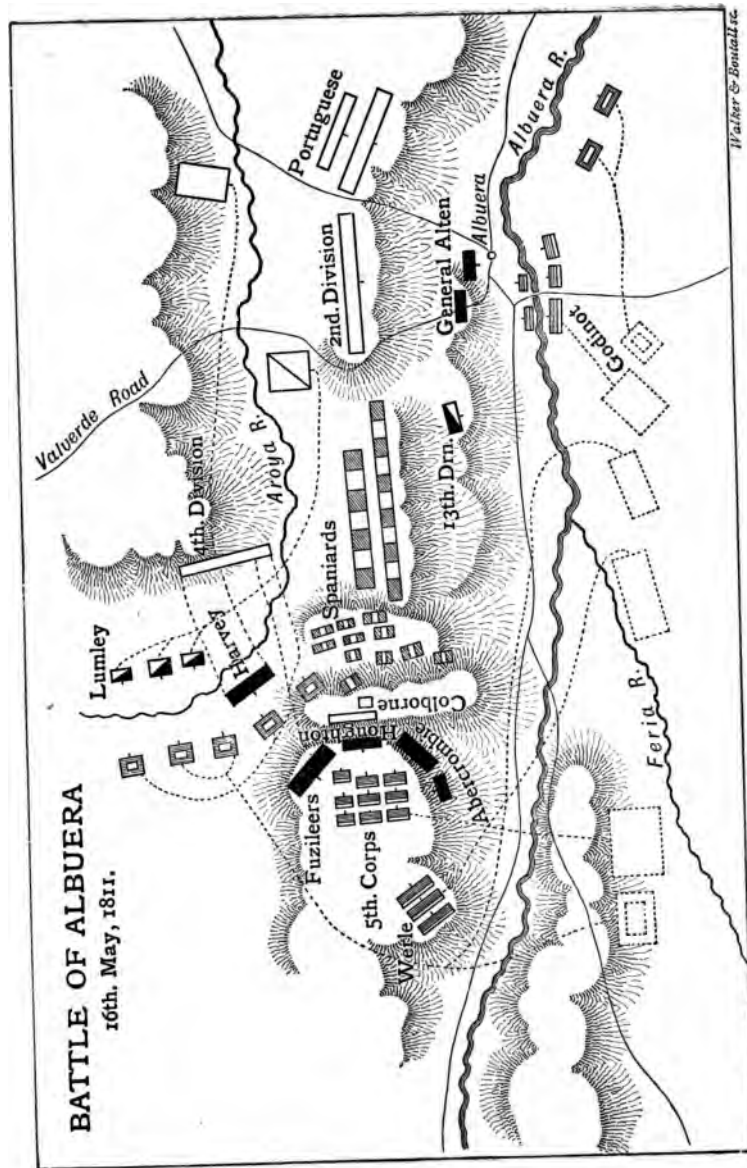 BATTLE OF ALBUERA
16th. May, 1811.
Lumley
Harvey
4th. Division
Valverde Road
Aroya R.
Fuzileers
5th. Corps
Werle
Houghton
Colborne
Abecrombie
Spaniards
13th. Drn.
2nd. Division
Portuguese
General Alten
Albuera
Albuera R.
Godinot
Feria R.
Walker & Boutall sc.